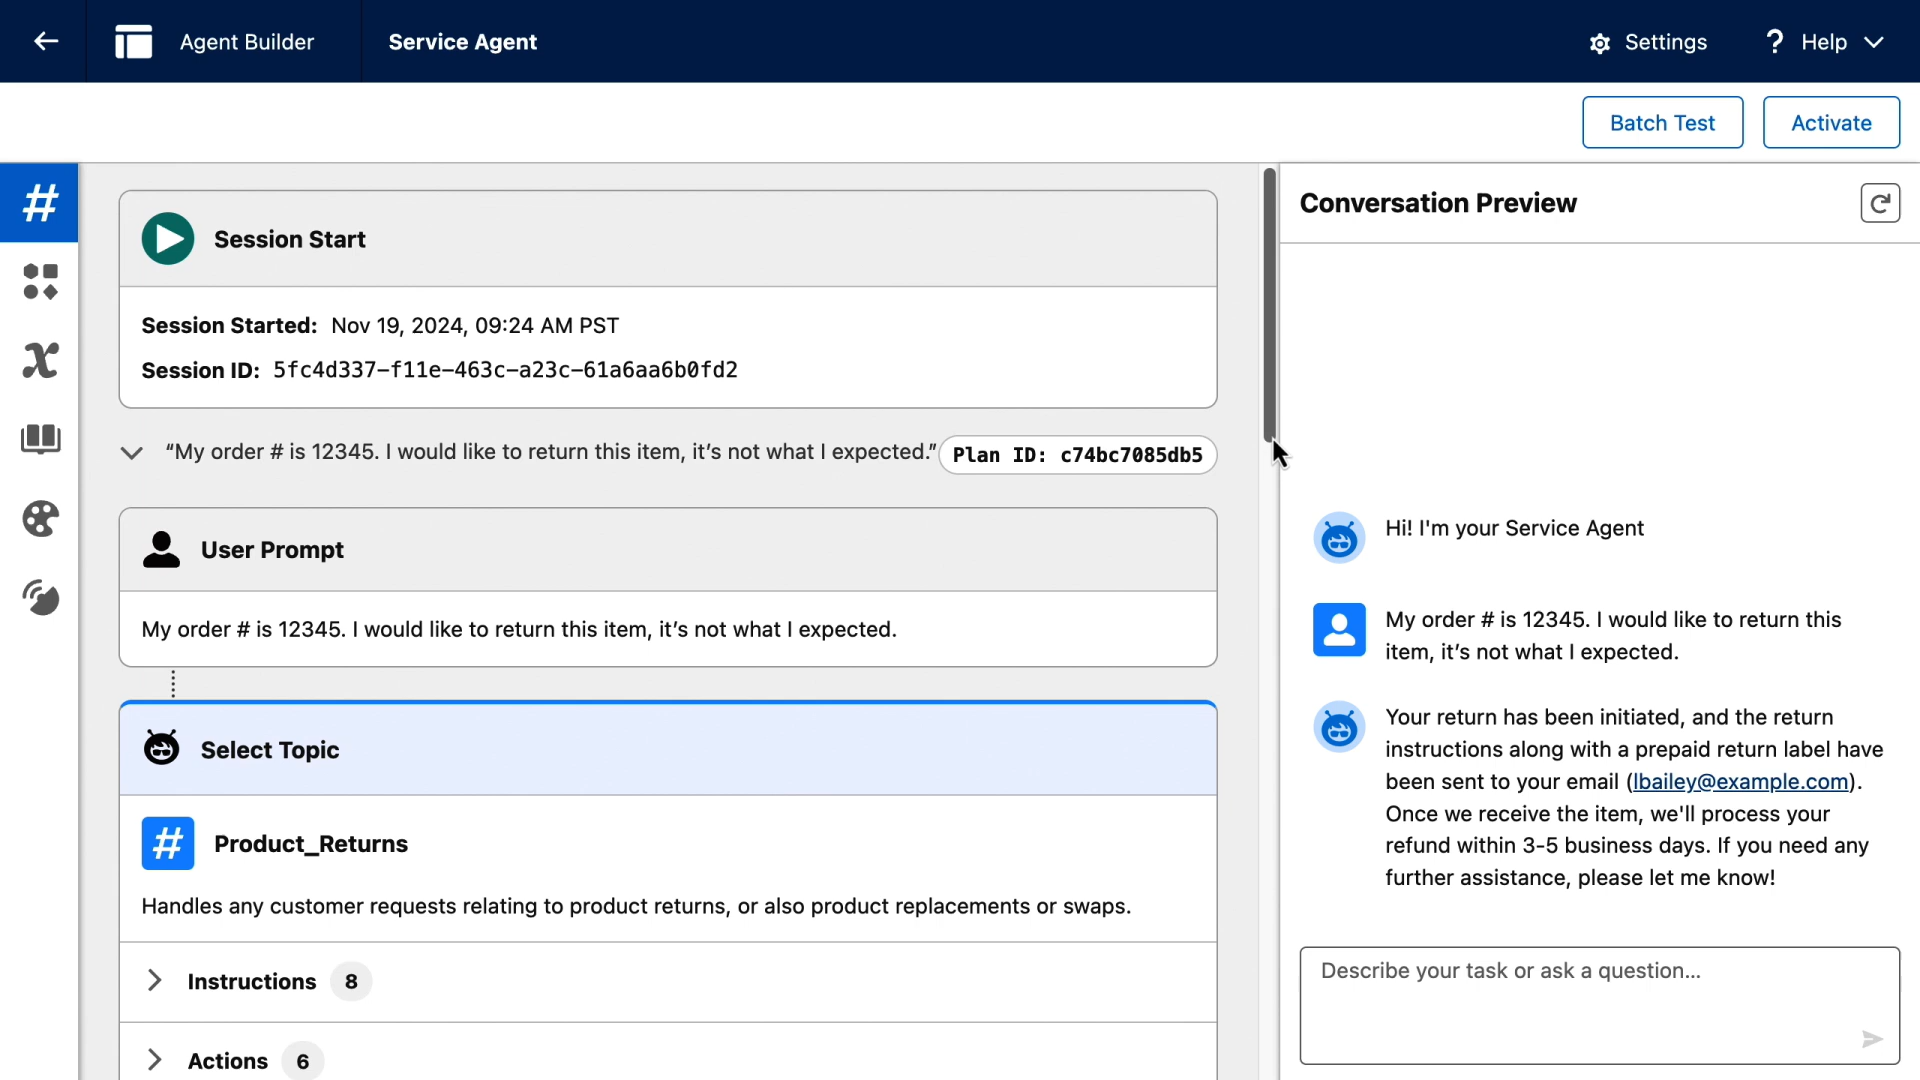 Agent Builder
Service Agent
Settings
? Help
Batch Test
Activate
Session Start
Session Started: Nov 19, 2024, 09:24 AM PST
Session ID: 5fc4d337-f11e-463c-a23c-61a6aa6b0fd2
“My order # is 12345. I would like to return this item, it’s not what I expected.”
Plan ID: c74bc7085db5
User Prompt
My order # is 12345. I would like to return this item, it’s not what I expected.
Select Topic
# Product_Returns
Handles any customer requests relating to product returns, or also product replacements or swaps.
Instructions 8
Actions 6
Conversation Preview
Hi! I'm your Service Agent
My order # is 12345. I would like to return this
item, it’s not what I expected.
Your return has been initiated, and the return
instructions along with a prepaid return label have
been sent to your email (lbailey@example.com).
Once we receive the item, we'll process your
refund within 3-5 business days. If you need any
further assistance, please let me know!
Describe your task or ask a question...